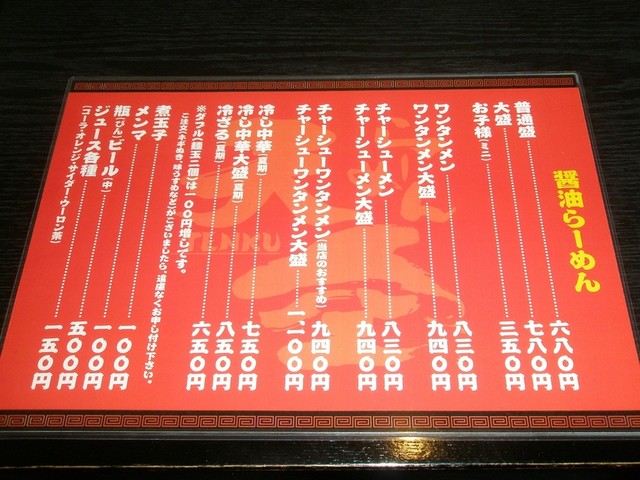 醤油らーめん
普通盛 六八〇円
大盛 七八〇円
お子様(ミニ) 三五〇円
ワンタンメン 八三〇円
ワンタンメン大盛 九四〇円
チャーシューメン 八三〇円
チャーシューメン大盛 九四〇円
チャーシューワンタンメン(当店のおすすめ) 九四〇円
チャーシューワンタンメン大盛 一、一〇〇円
冷し中華(夏期) 七五〇円
冷し中華大盛(夏期) 八五〇円
冷ざる(夏期) 六五〇円
※ダブル(麺玉二個)は一〇〇円増しです。
ご注文(ネギぬき、味うすめなど)がございましたら、遠慮なくお申し付け下さい。
煮玉子 一〇〇円
メンマ 一〇〇円
瓶(びん)ビール(中) 五〇〇円
ジュース各種 一五〇円
(コーラ・オレンジ・サイダー・ウーロン茶)
TENKU